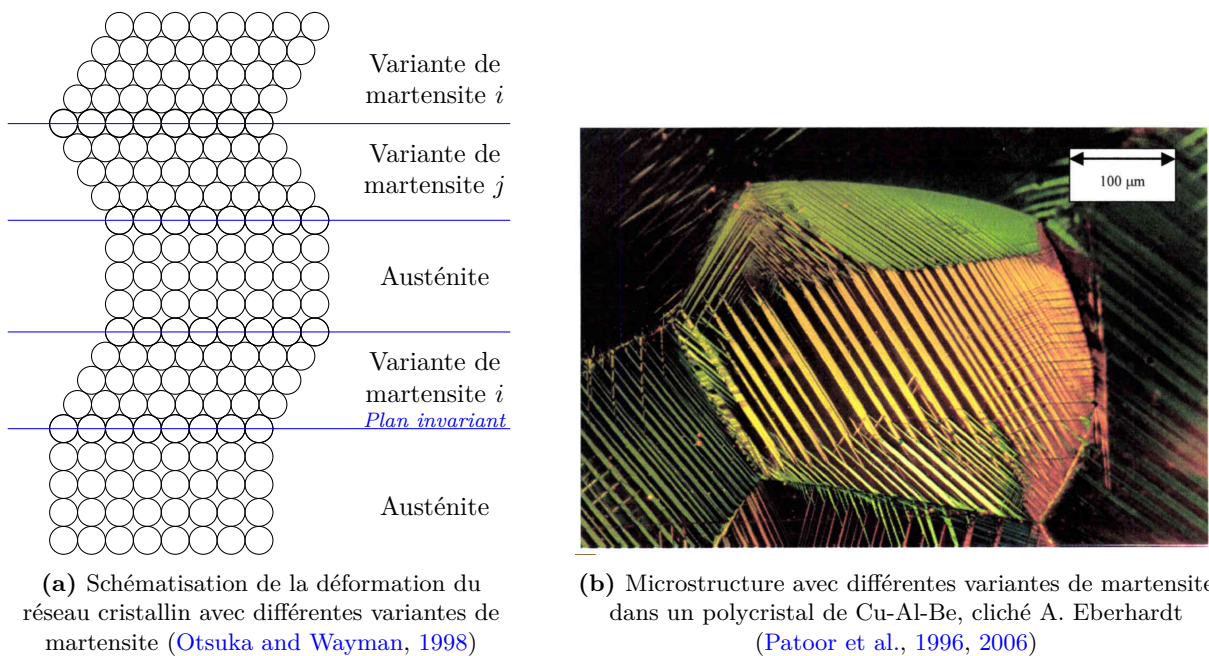 Variante de
martensite i
Variante de
martensite j
Austénite
Variante de
martensite i
Plan invariant
Austénite
(a) Schématisation de la déformation du
réseau cristallin avec différentes variantes de
martensite (Otsuka and Wayman, 1998)
100 µm
(b) Microstructure avec différentes variantes de martensite
dans un polycristal de Cu-Al-Be, cliché A. Eberhardt
(Patoor et al., 1996, 2006)